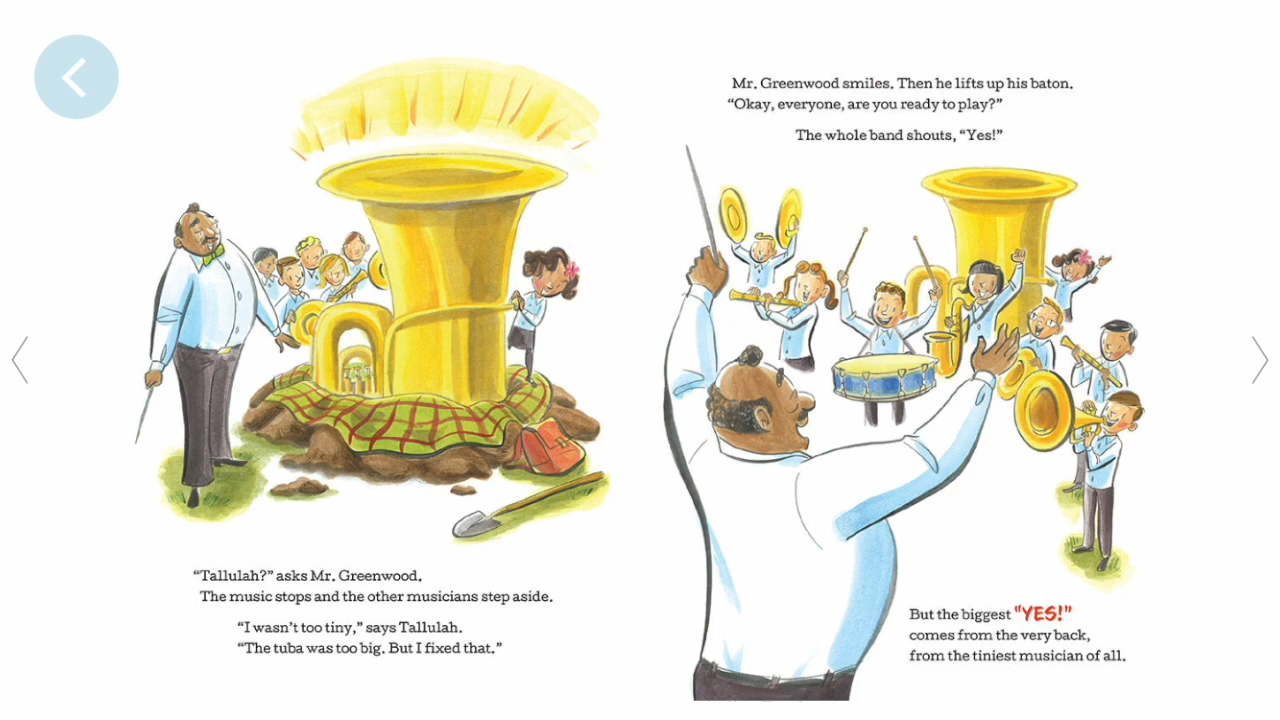 “Tallulah?” asks Mr. Greenwood.
The music stops and the other musicians step aside.
“I wasn’t too tiny,” says Tallulah.
“The tuba was too big. But I fixed that.”
Mr. Greenwood smiles. Then he lifts up his baton.
“Okay, everyone, are you ready to play?”
The whole band shouts, “Yes!”
But the biggest “YES!”
comes from the very back,
from the tiniest musician of all.